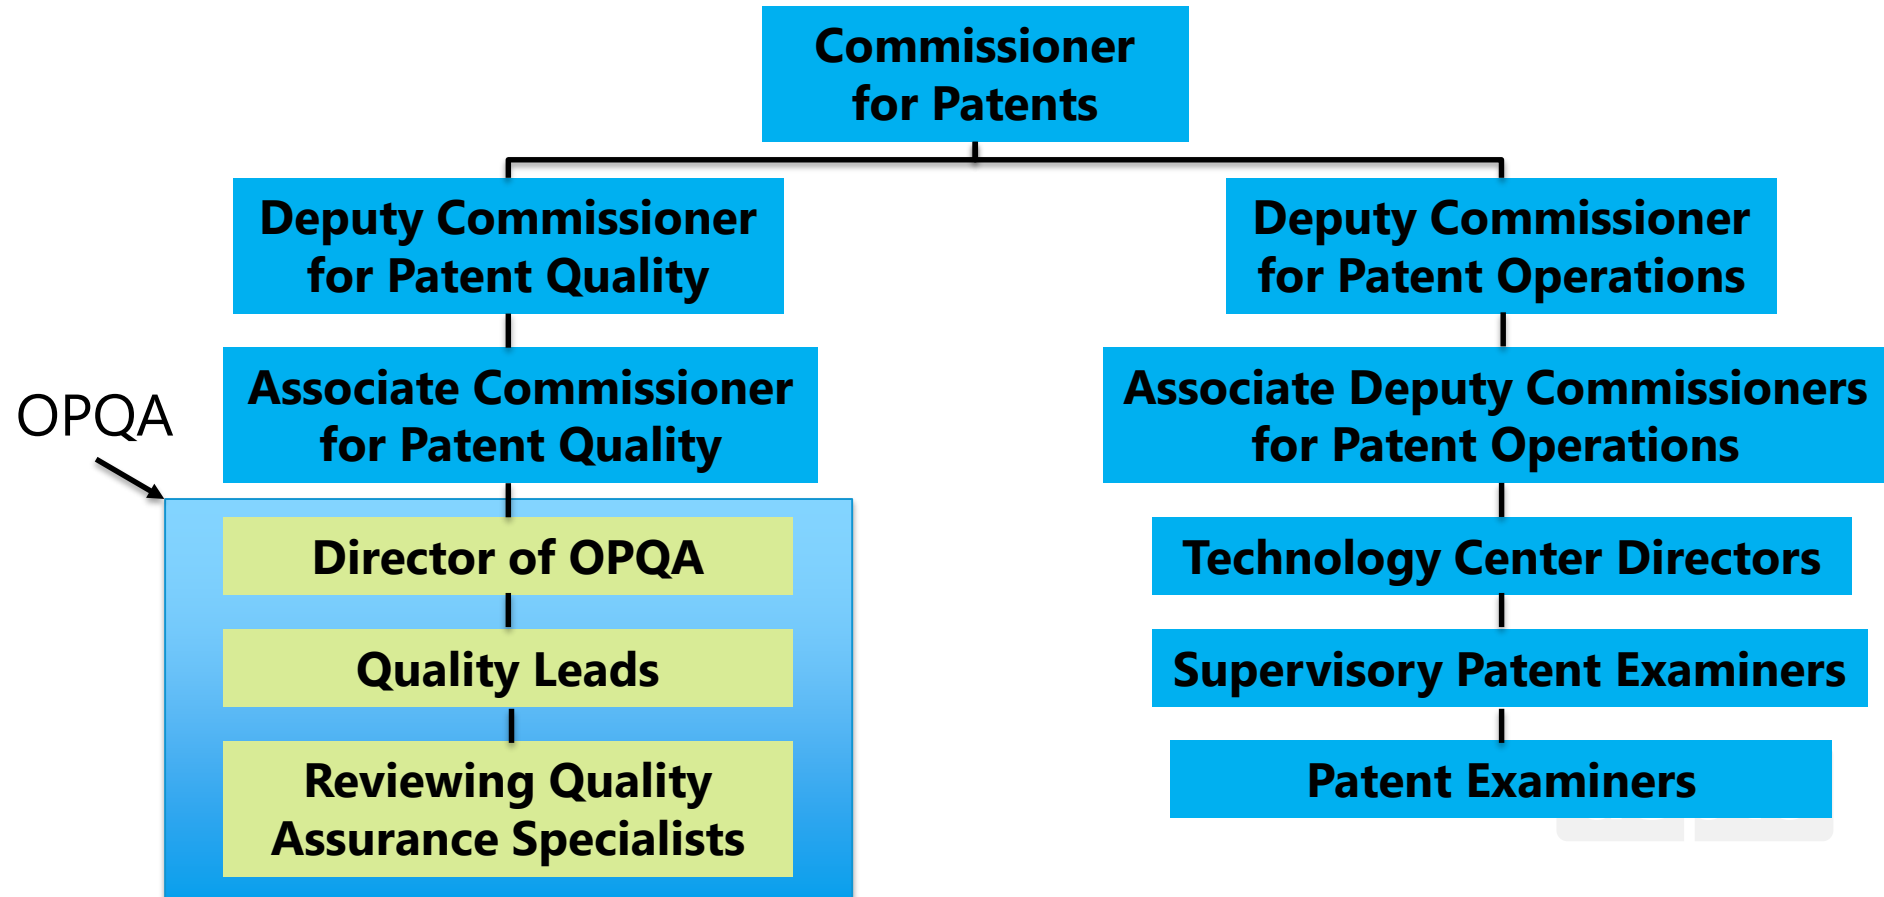 Commissioner
for Patents
Deputy Commissioner
for Patent Quality
Deputy Commissioner
for Patent Operations
Associate Commissioner
for Patent Quality
Associate Deputy Commissioners
for Patent Operations
OPQA
Director of OPQA
Technology Center Directors
Quality Leads
Supervisory Patent Examiners
Reviewing Quality
Assurance Specialists
Patent Examiners